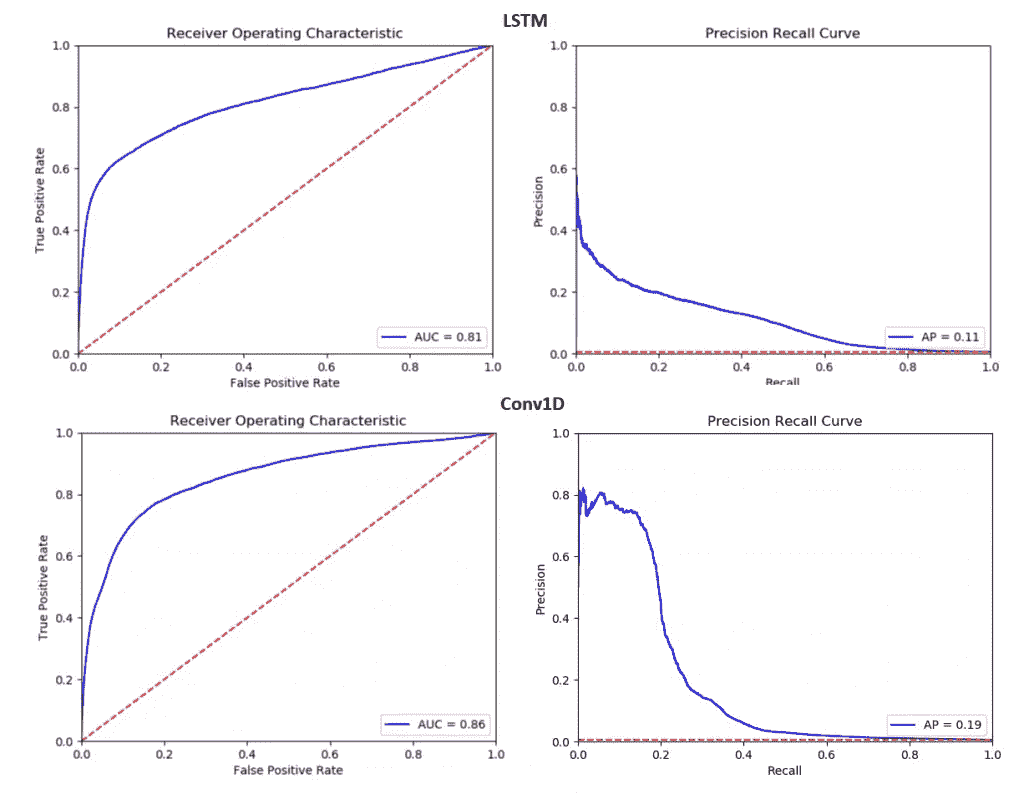 LSTM
Receiver Operating Characteristic
1.0
0.8
0.6
0.4
0.2
0.0
True Positive Rate
AUC = 0.81
0.0 0.2 0.4 0.6 0.8 1.0
False Positive Rate
Precision Recall Curve
1.0
0.8
0.6
0.4
0.2
0.0
Precision
AP = 0.11
0.0 0.2 0.4 0.6 0.8 1.0
Recall
Conv1D
Receiver Operating Characteristic
1.0
0.8
0.6
0.4
0.2
0.0
True Positive Rate
AUC = 0.86
0.0 0.2 0.4 0.6 0.8 1.0
False Positive Rate
Precision Recall Curve
1.0
0.8
0.6
0.4
0.2
0.0
Precision
AP = 0.19
0.0 0.2 0.4 0.6 0.8 1.0
Recall